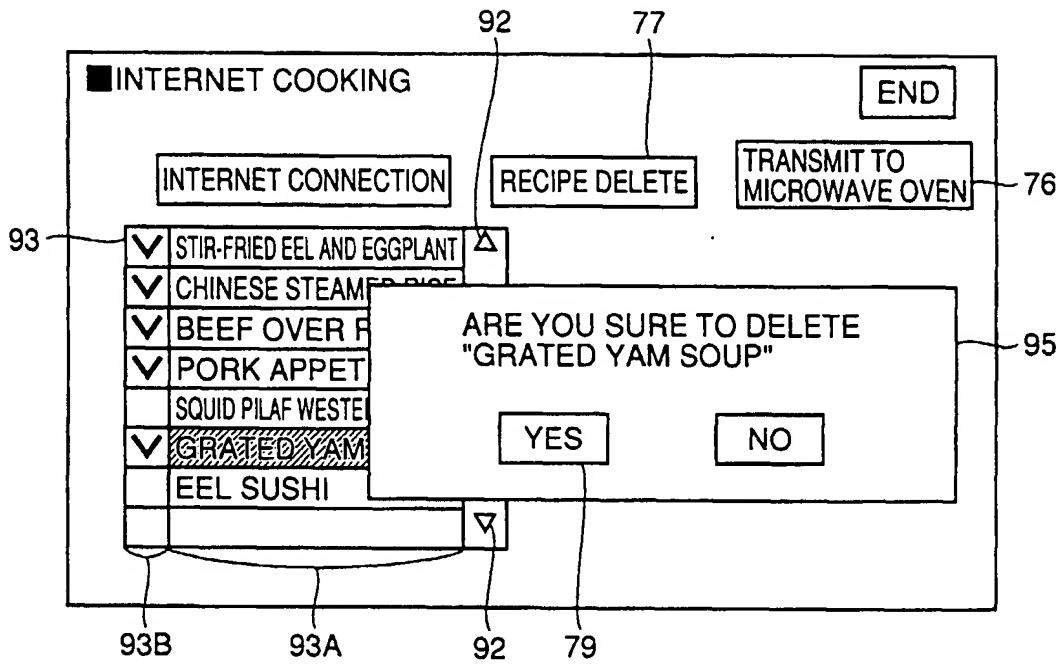 92
77
■INTERNET COOKING
END
INTERNET CONNECTION
RECIPE DELETE
TRANSMIT TO
MICROWAVE OVEN
76
93
STIR-FRIED EEL AND EGGPLANT
CHINESE STEAMED RICE
BEEF OVER R
PORK APPET
SQUID PILAF WESTE
GRATED YAM
EEL SUSHI
ARE YOU SURE TO DELETE
"GRATED YAM SOUP"
YES
NO
95
93B
93A
92
79